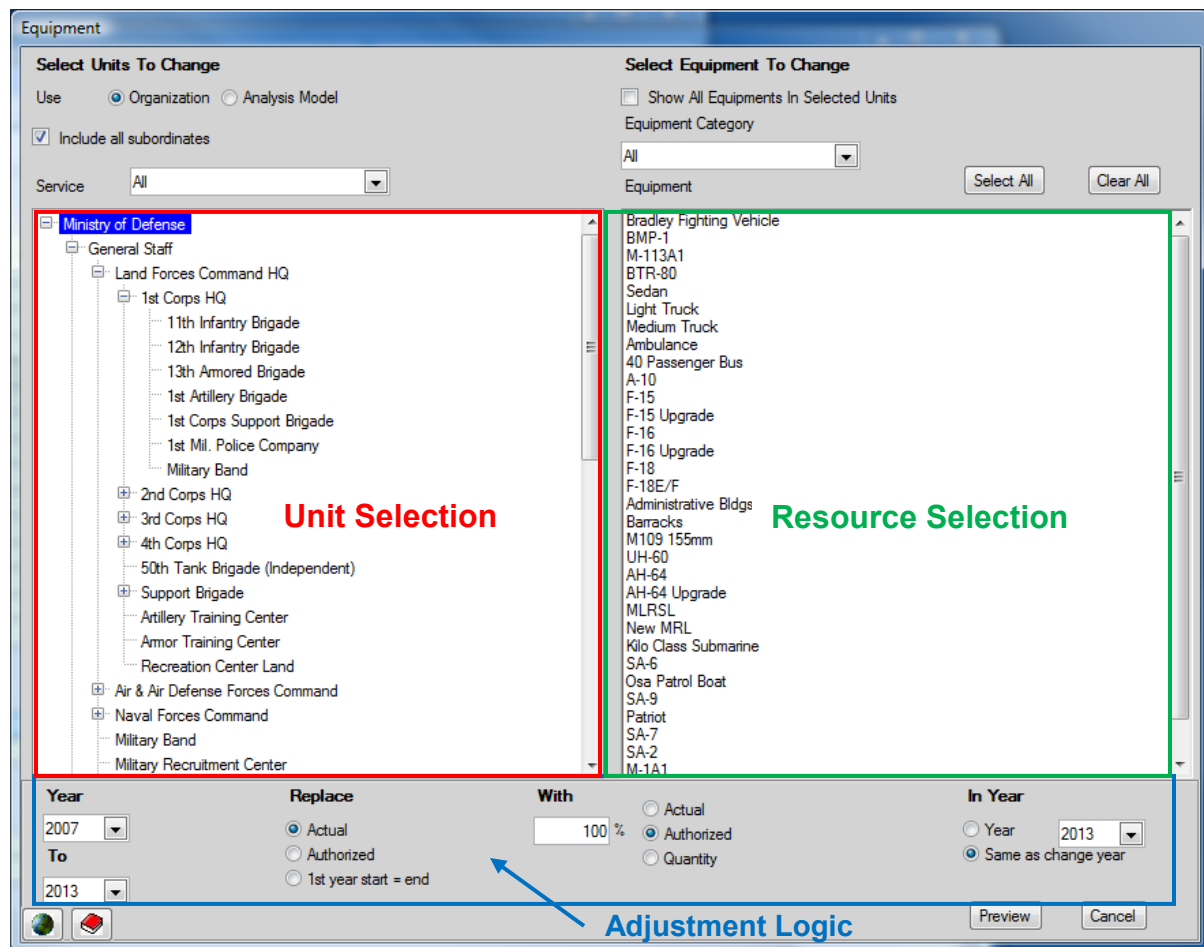 Equipment
Select Units To Change
Use Organization Analysis Model
Include all subordinates
Service All
Ministry of Defense
General Staff
Land Forces Command HQ
1st Corps HQ
11th Infantry Brigade
12th Infantry Brigade
13th Armored Brigade
1st Artillery Brigade
1st Corps Support Brigade
1st Mil. Police Company
Military Band
2nd Corps HQ
3rd Corps HQ
4th Corps HQ
50th Tank Brigade (Independent)
Support Brigade
Artillery Training Center
Armor Training Center
Recreation Center Land
Air & Air Defense Forces Command
Naval Forces Command
Military Band
Military Recruitment Center
Unit Selection
Select Equipment To Change
Show All Equipments In Selected Units
Equipment Category
All
Equipment Select All Clear All
Bradley Fighting Vehicle
BMP-1
M-113A1
BTR-80
Sedan
Light Truck
Medium Truck
Ambulance
40 Passenger Bus
A-10
F-15
F-15 Upgrade
F-16
F-16 Upgrade
F-18
F-18E/F
Administrative Bldgs
Barracks
M109 155mm
UH-60
AH-64
AH-64 Upgrade
MLRSL
New MRL
Kilo Class Submarine
SA-6
Osa Patrol Boat
SA-9
Patriot
SA-7
SA-2
M-1A1
Resource Selection
Year
2007
To
2013
Replace
Actual
Authorized
1st year start = end
With
100 %
Actual
Authorized
Quantity
In Year
Year 2013
Same as change year
Adjustment Logic
Preview Cancel